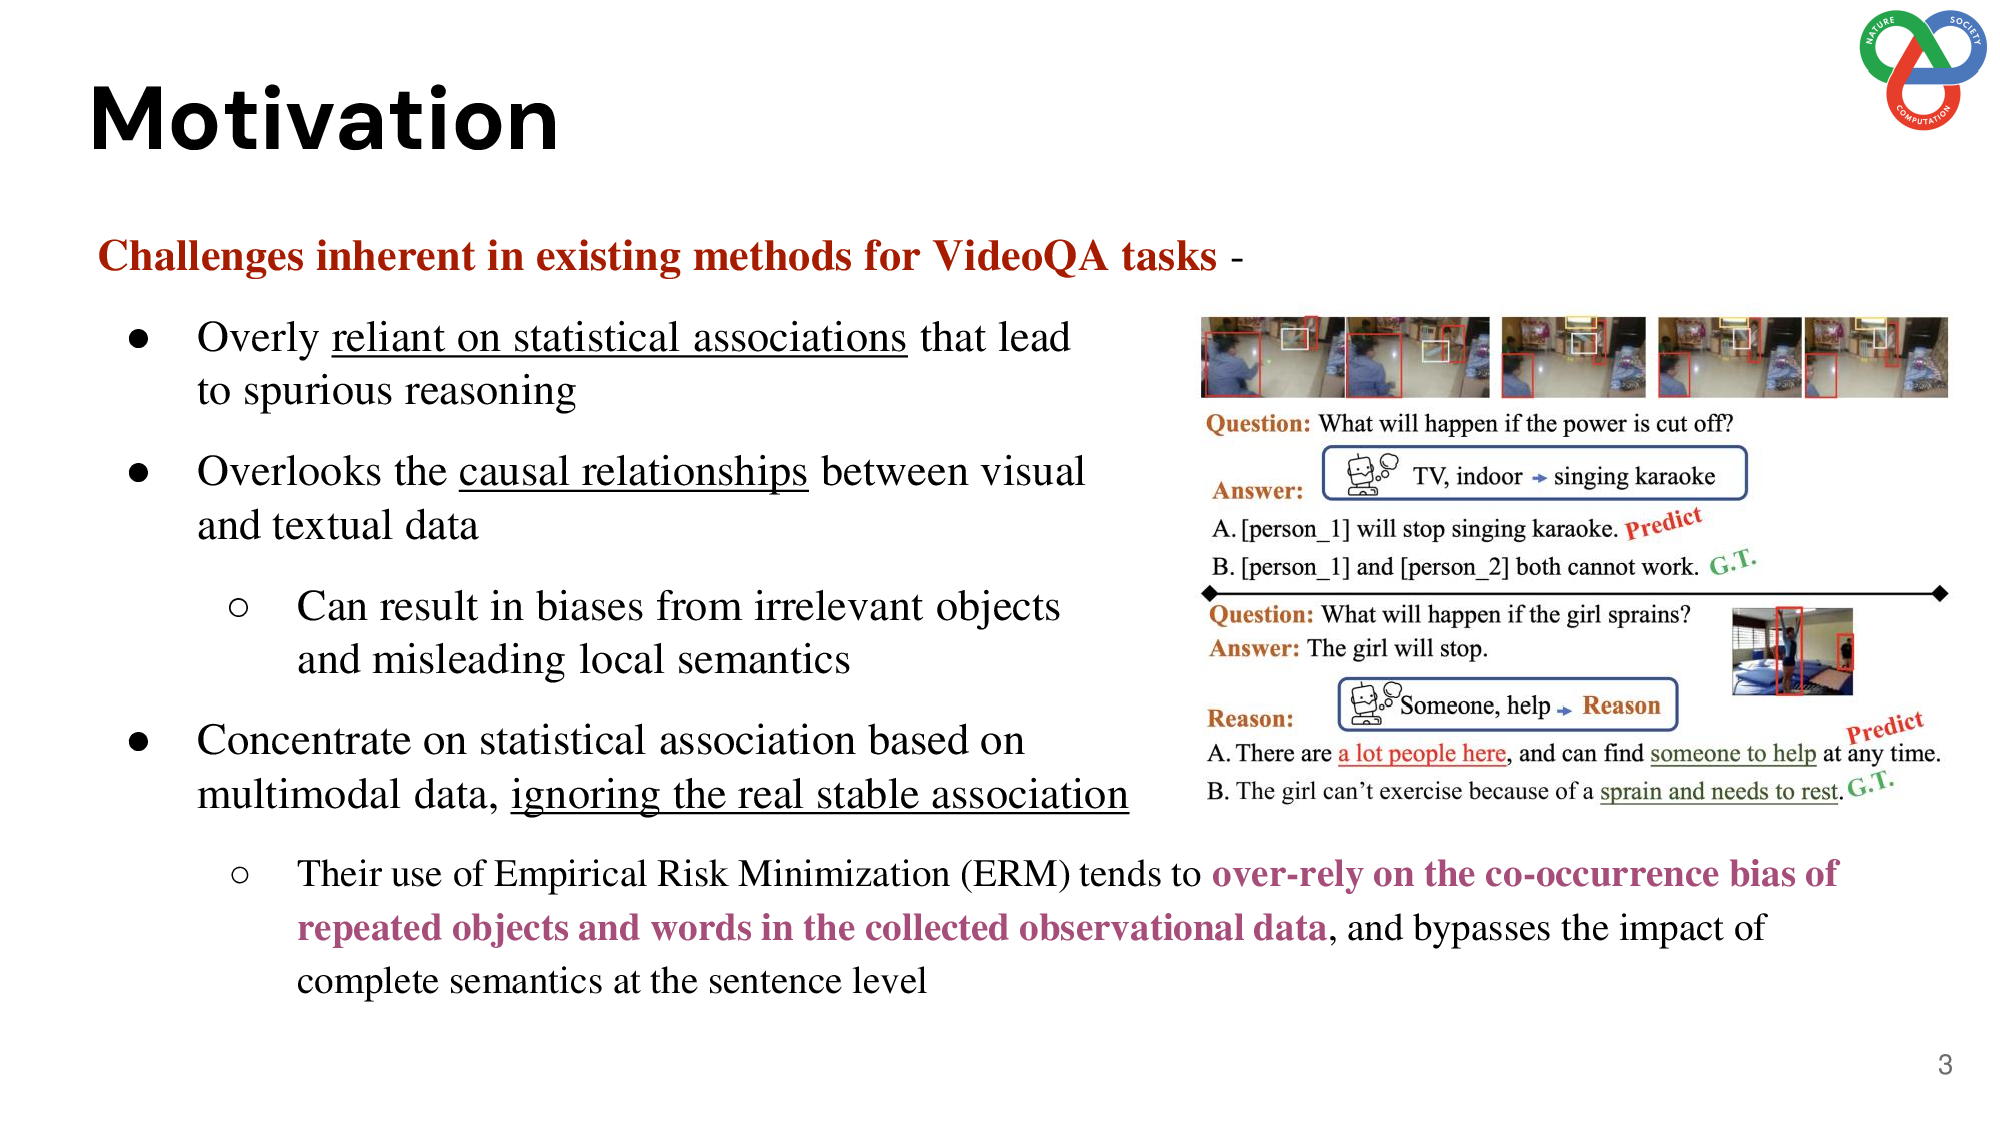 NATURE
SOCIETY
COMPUTATION
Motivation
Challenges inherent in existing methods for VideoQA tasks -
● Overly reliant on statistical associations that lead
to spurious reasoning
● Overlooks the causal relationships between visual
and textual data
○ Can result in biases from irrelevant objects
and misleading local semantics
● Concentrate on statistical association based on
multimodal data, ignoring the real stable association
○ Their use of Empirical Risk Minimization (ERM) tends to over-rely on the co-occurrence bias of
repeated objects and words in the collected observational data, and bypasses the impact of
complete semantics at the sentence level
Question: What will happen if the power is cut off?
TV, indoor → singing karaoke
Answer:
A. [person_1] will stop singing karaoke. Predict
B. [person_1] and [person_2] both cannot work. G.T.
Question: What will happen if the girl sprains?
Answer: The girl will stop.
Someone, help → Reason
Reason:
Predict
A. There are a lot people here, and can find someone to help at any time.
B. The girl can't exercise because of a sprain and needs to rest. G.T.
3